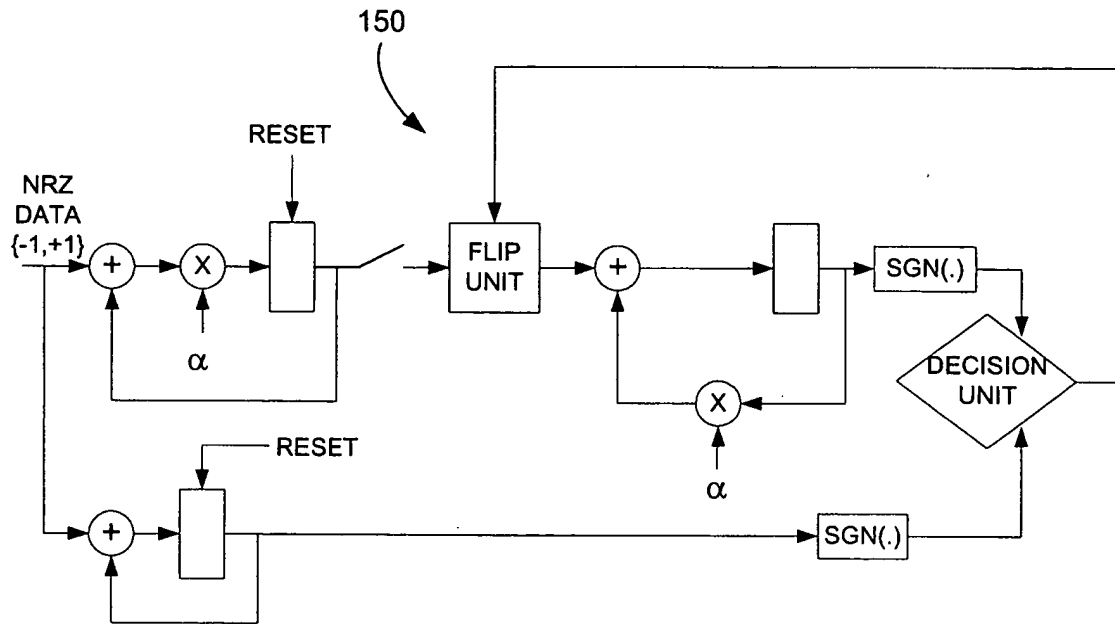 150
RESET
NRZ
DATA
{-1,+1}
+
X
α
FLIP
UNIT
+
SGN(.)
X
α
DECISION
UNIT
RESET
+
SGN(.)